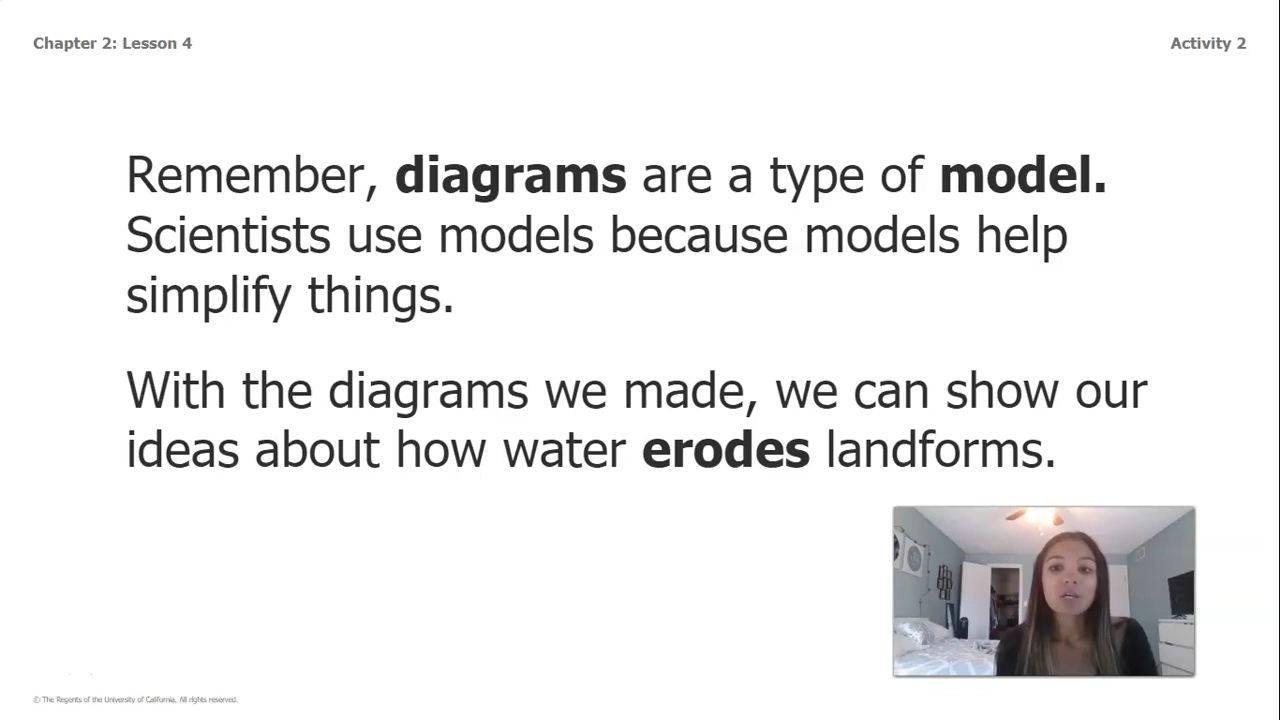 Chapter 2: Lesson 4
Activity 2
Remember, diagrams are a type of model.
Scientists use models because models help
simplify things.
With the diagrams we made, we can show our
ideas about how water erodes landforms.
© The Regents of the University of California. All rights reserved.